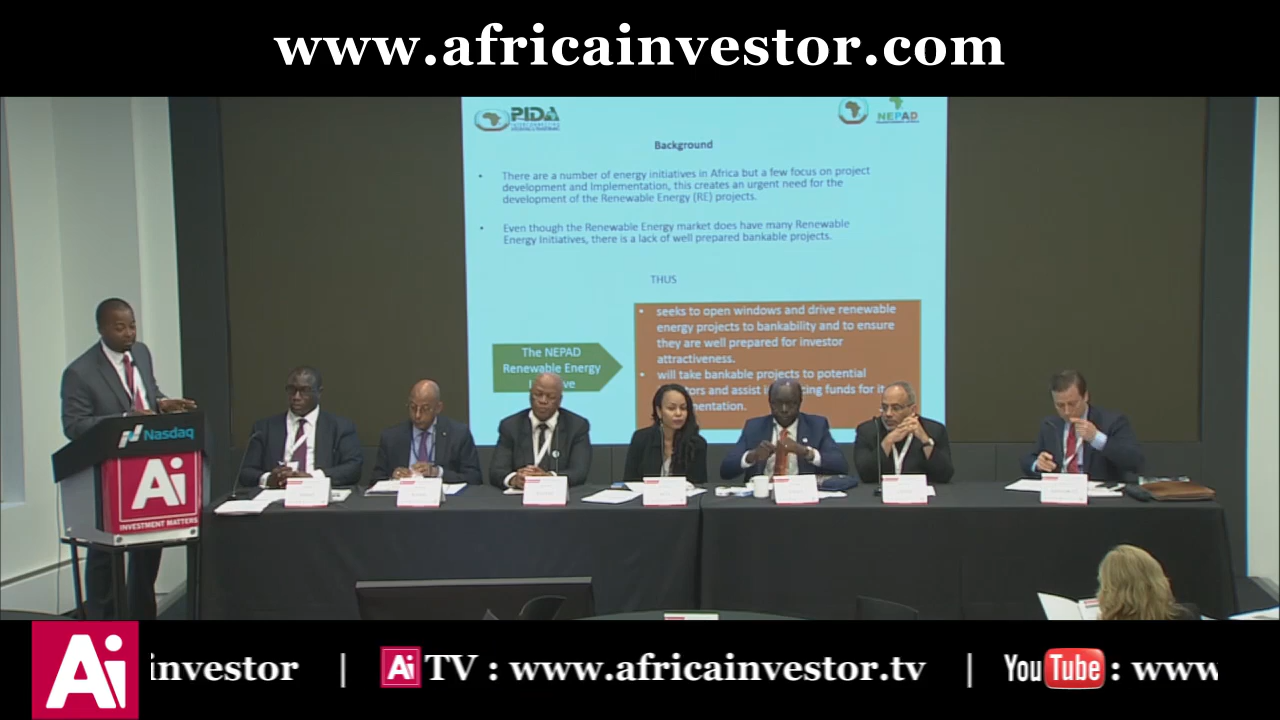 www.africainvestor.com
PIDA
NEPAD
Background
• There are a number of energy initiatives in Africa but a few focus on project
development and Implementation, this creates an urgent need for the
development of the Renewable Energy (RE) projects.
• Even though the Renewable Energy market does have many Renewable
Energy Initiatives, there is a lack of well prepared bankable projects.
THUS
The NEPAD
Renewable Energy
• seeks to open windows and drive renewable
energy projects to bankability and to ensure
they are well prepared for investor
attractiveness.
• will take bankable projects to potential
and assist funds for
Nasdaq
Ai
INVESTMENT MATTERS
Ai
investor | Ai TV : www.africainvestor.tv | YouTube : www